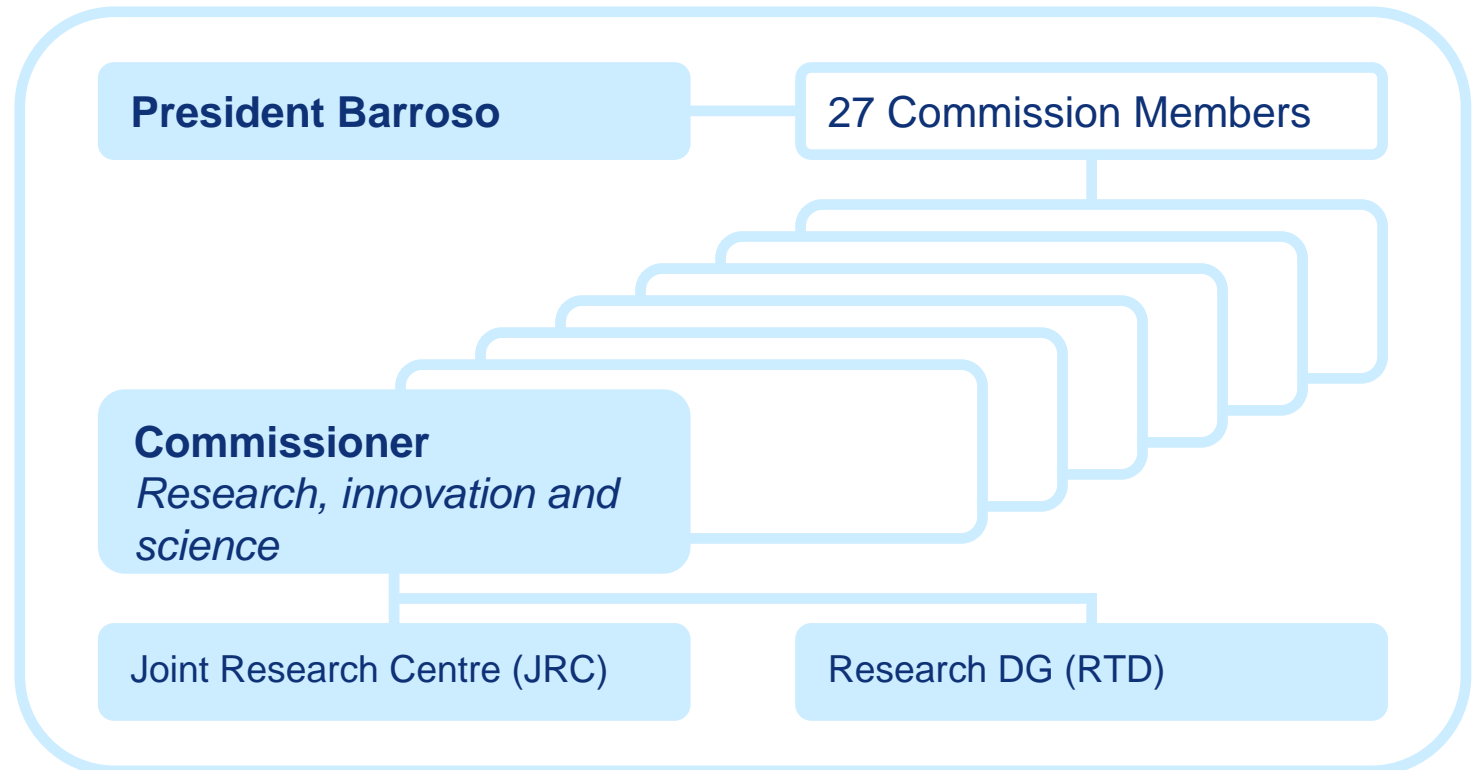 President Barroso
27 Commission Members
Commissioner
Research, innovation and
science
Joint Research Centre (JRC)
Research DG (RTD)